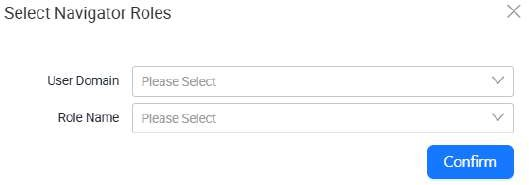 Select Navigator Roles
User Domain Please Select
Role Name Please Select
Confirm